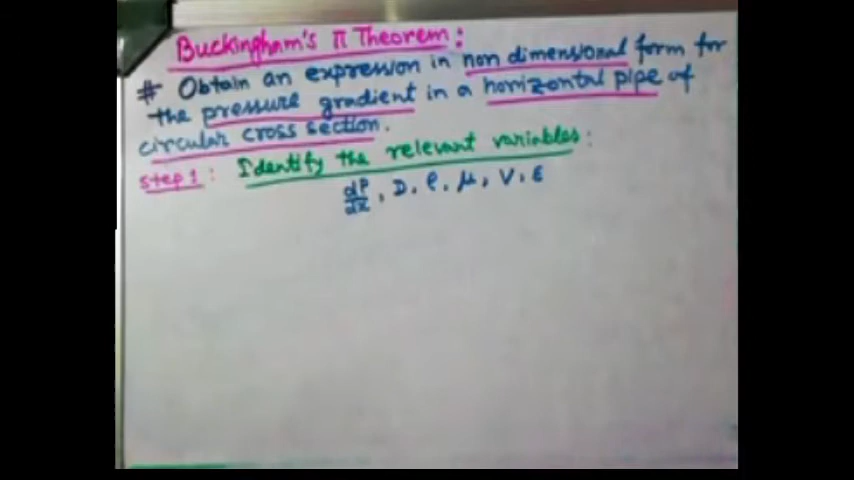 Buckingham's π Theorem:
# Obtain an expression in non dimensional form for
the pressure gradient in a horizontal pipe of
circular cross section.
Step 1: Identify the relevant variables:
dP/dx, D, ρ, μ, V, ε